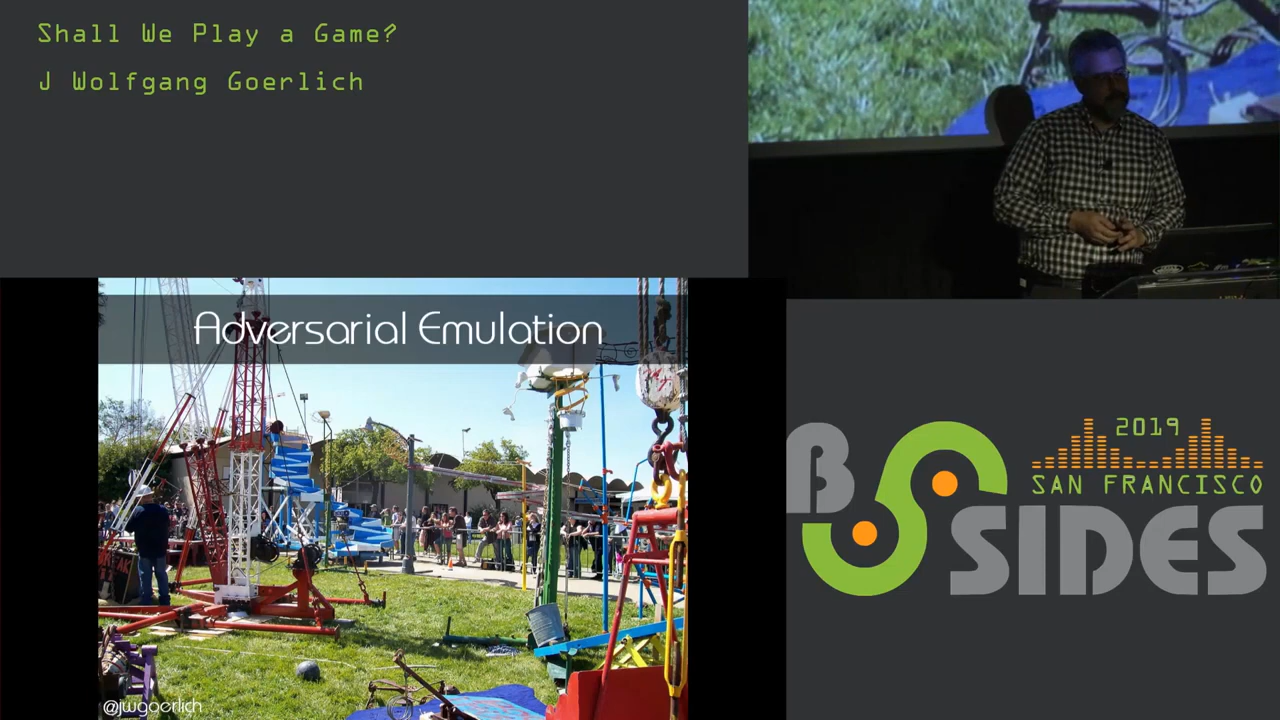 Shall We Play a Game?
J Wolfgang Goerlich
Adversarial Emulation
@jwgoerlich
2019
SAN FRANCISCO
B
SIDES